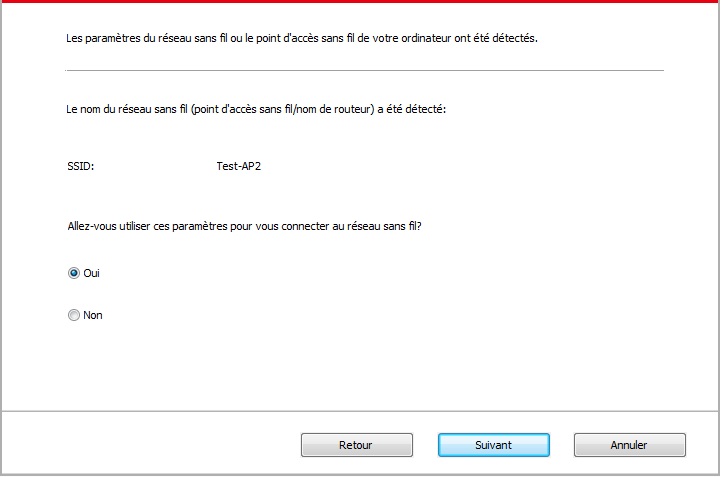 Les paramètres du réseau sans fil ou le point d'accès sans fil de votre ordinateur ont été détectés.
Le nom du réseau sans fil (point d'accès sans fil/nom de routeur) a été détecté:
SSID: Test-AP2
Allez-vous utiliser ces paramètres pour vous connecter au réseau sans fil?
Oui
Non
Retour Suivant Annuler